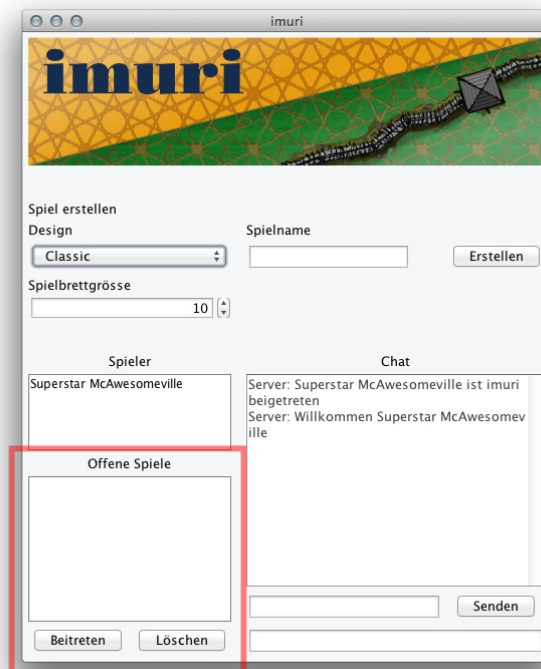 imuri
imuri
Spiel erstellen
Design
Spielname
Classic
Erstellen
Spielbrettgrösse
10
Spieler
Chat
Superstar McAwesomeville
Server: Superstar McAwesomeville ist imuri
beigetreten
Server: Willkommen Superstar McAwesomev
ille
Offene Spiele
Senden
Beitreten
Löschen